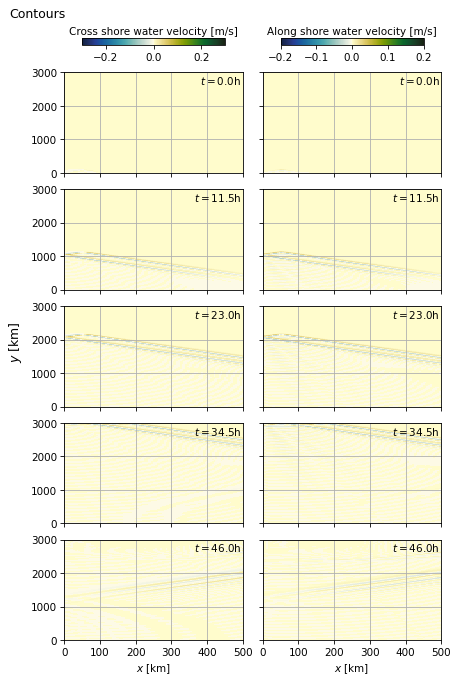 Contours
Cross shore water velocity [m/s]
Along shore water velocity [m/s]
−0.2 0.0 0.2
−0.2 −0.1 0.0 0.1 0.2
3000
2000
1000
0
t = 0.0h
t = 0.0h
3000
2000
1000
0
t = 11.5h
t = 11.5h
y [km]
3000
2000
1000
0
t = 23.0h
t = 23.0h
3000
2000
1000
0
t = 34.5h
t = 34.5h
3000
2000
1000
0
t = 46.0h
t = 46.0h
0 100 200 300 400 500
0 100 200 300 400 500
x [km]
x [km]